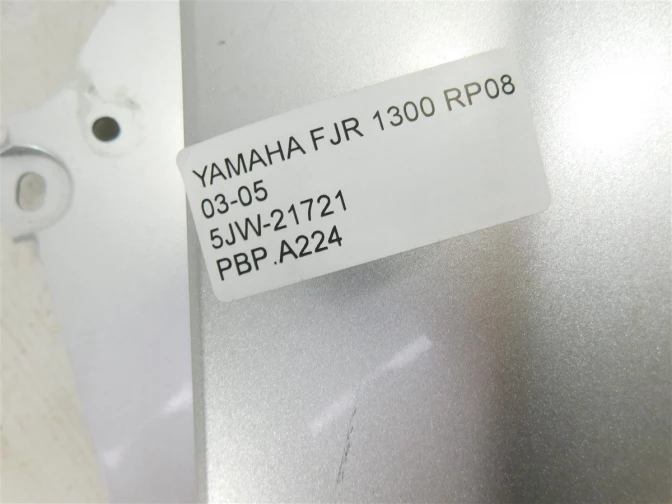 YAMAHA FJR 1300 RP08
03-05
5JW-21721
PBP.A224